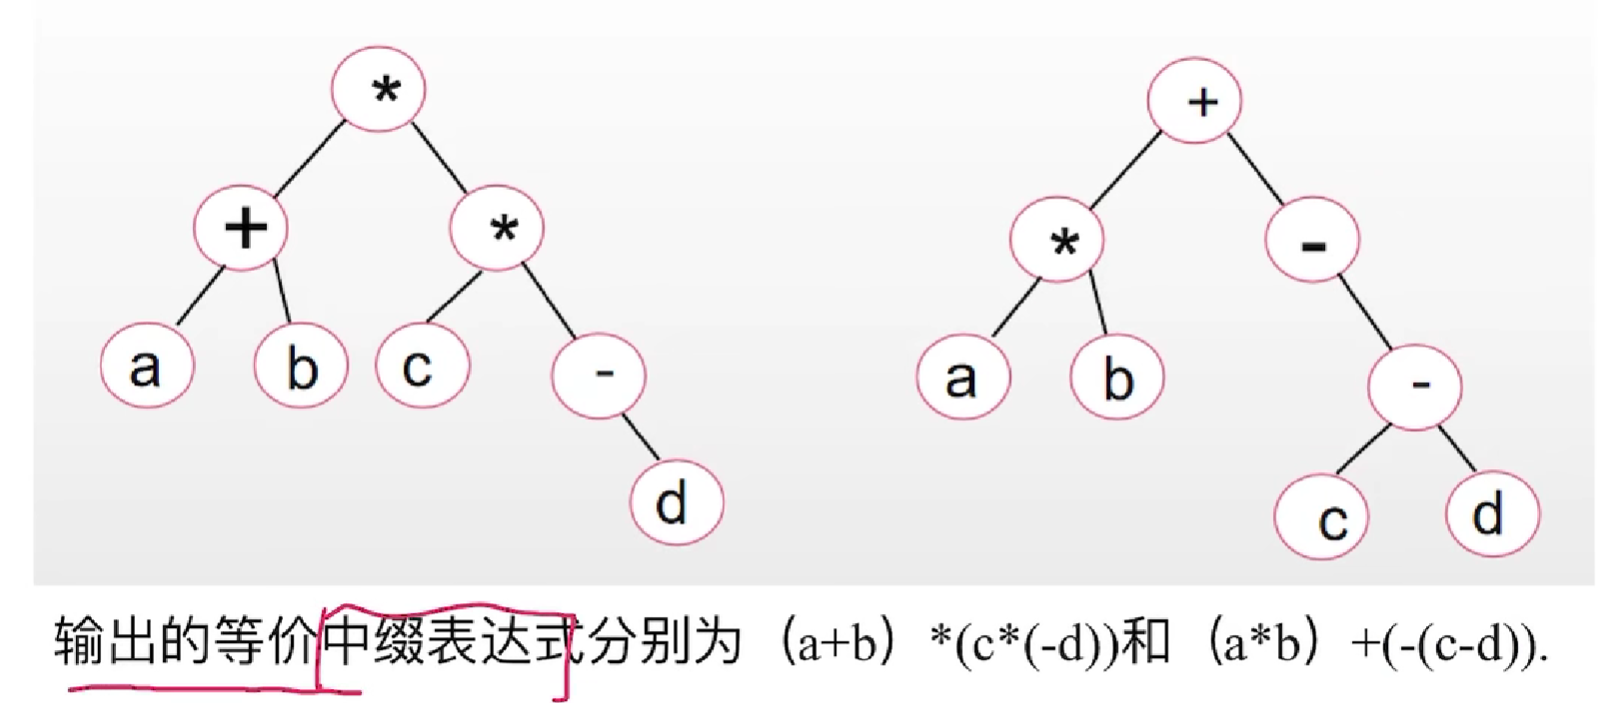 * +
+ * * -
a b c - a b -
d c d
输出的等价中缀表达式分别为（a+b）*(c*(-d))和（a*b）+(-(c-d)).